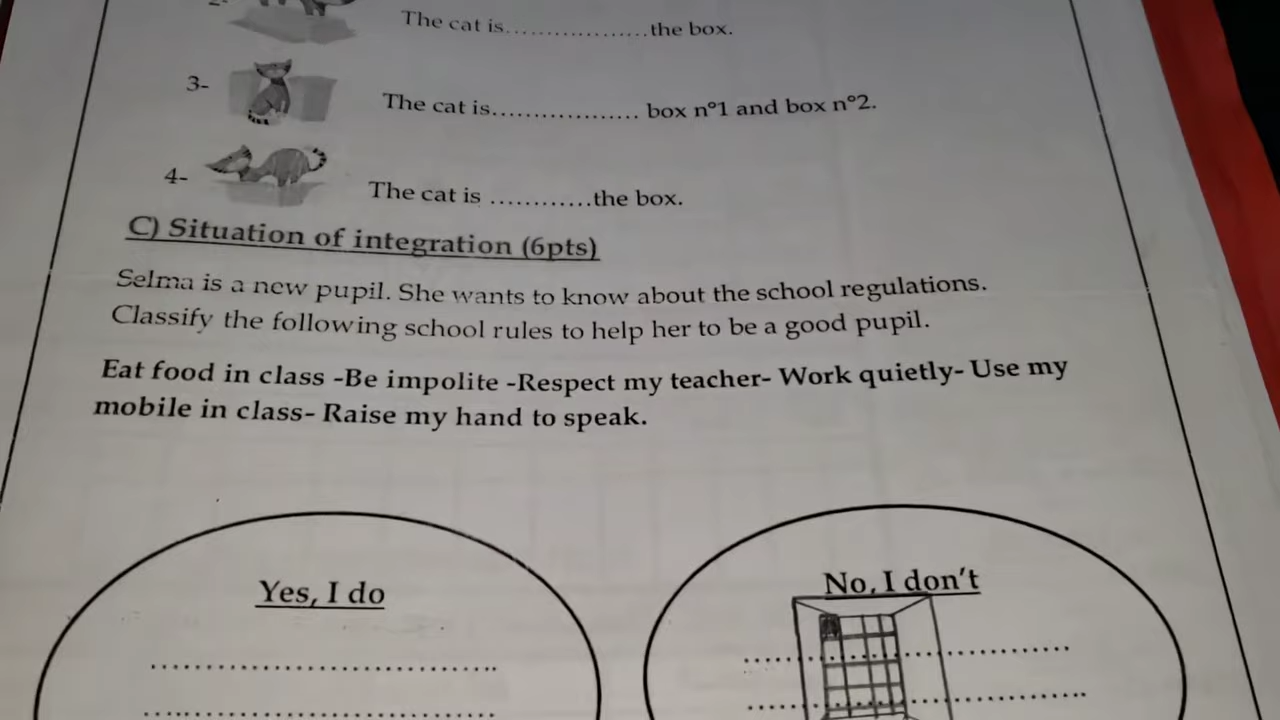 2-
The cat is..................the box.
3-
The cat is.................. box n°1 and box n°2.
4-
The cat is ............the box.
C) Situation of integration (6pts)
Selma is a new pupil. She wants to know about the school regulations.
Classify the following school rules to help her to be a good pupil.
Eat food in class -Be impolite -Respect my teacher- Work quietly- Use my
mobile in class- Raise my hand to speak.
Yes, I do
No, I don't